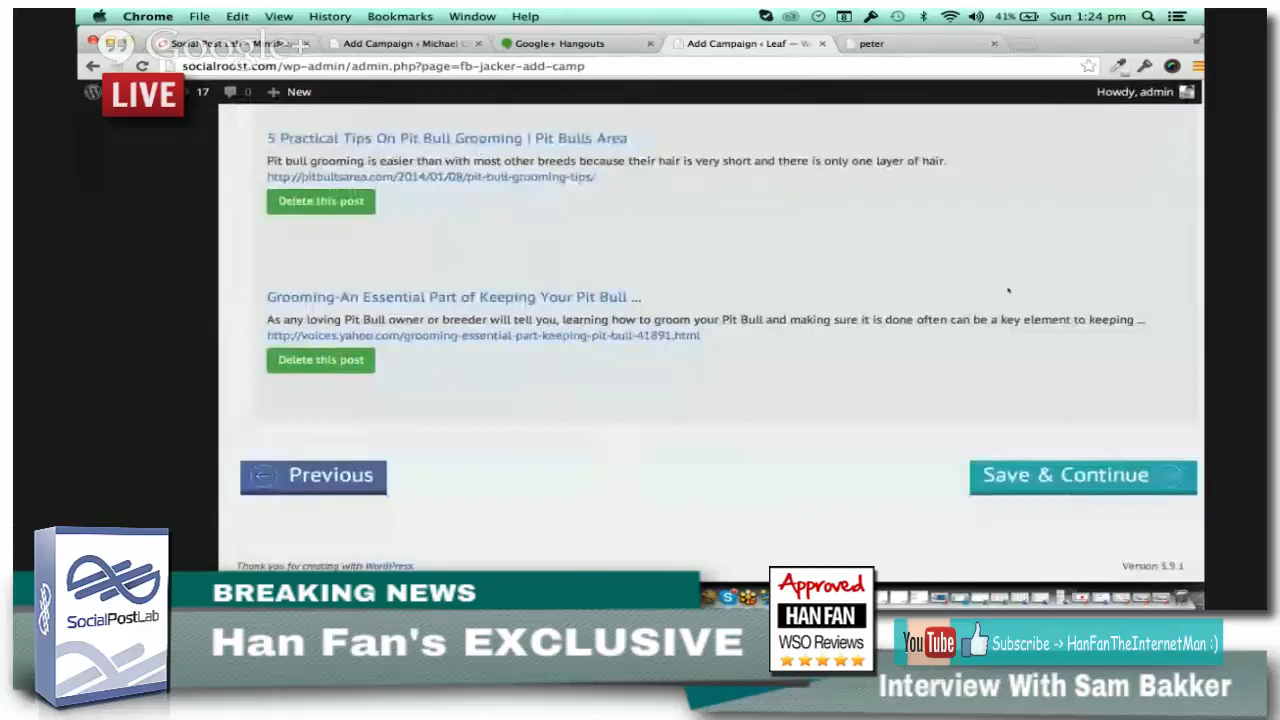 Chrome File Edit View History Bookmarks Window Help 41% Sun 1:24 pm
Google+
Add Campaign ‹ Michael Google+ Hangouts Add Campaign ‹ Leaf — W peter
socialroost.com/wp-admin/admin.php?page=fb-jacker-add-camp
LIVE
17 0 + New Howdy, admin
5 Practical Tips On Pit Bull Grooming | Pit Bulls Area
Pit bull grooming is easier than with most other breeds because their hair is very short and there is only one layer of hair.
http://pitbullsarea.com/2014/01/08/pit-bull-grooming-tips/
Delete this post
Grooming-An Essential Part of Keeping Your Pit Bull ...
As any loving Pit Bull owner or breeder will tell you, learning how to groom your Pit Bull and making sure it is done often can be a key element to keeping ...
http://voices.yahoo.com/grooming-essential-part-keeping-pit-bull-41891.html
Delete this post
Previous Save & Continue
Thank you for creating with WordPress. Version 3.9.1
SocialPostLab
BREAKING NEWS
Han Fan's EXCLUSIVE
Approved
HAN FAN
WSO Reviews
YouTube Subscribe -> HanFanTheInternetMan :)
Interview With Sam Bakker